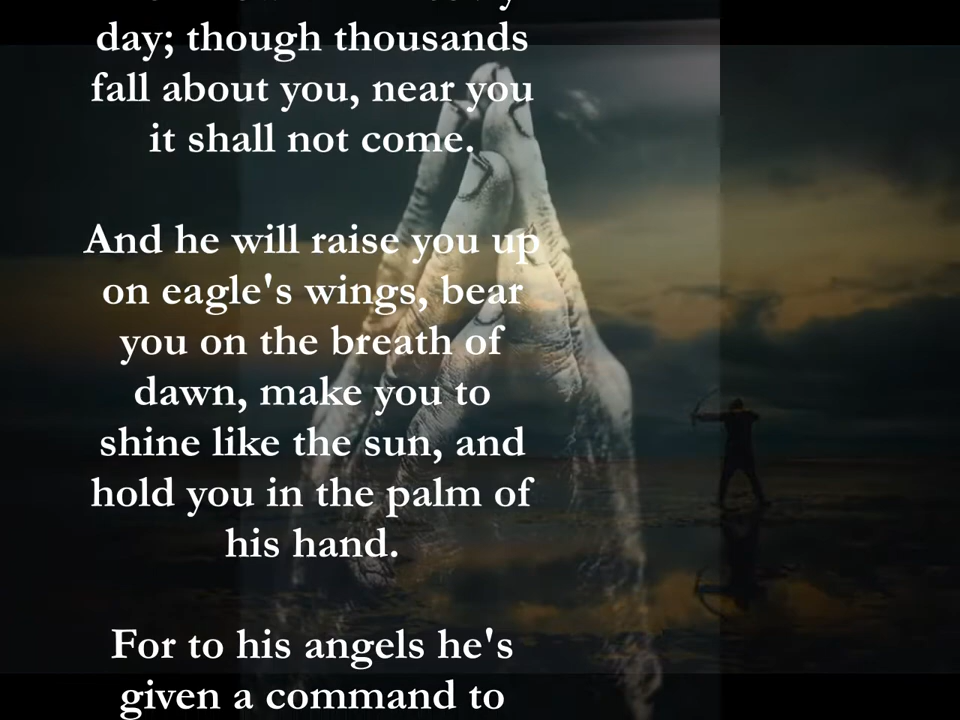 day; though thousands
fall about you, near you
it shall not come.
And he will raise you up
on eagle's wings, bear
you on the breath of
dawn, make you to
shine like the sun, and
hold you in the palm of
his hand.
For to his angels he's
given a command to